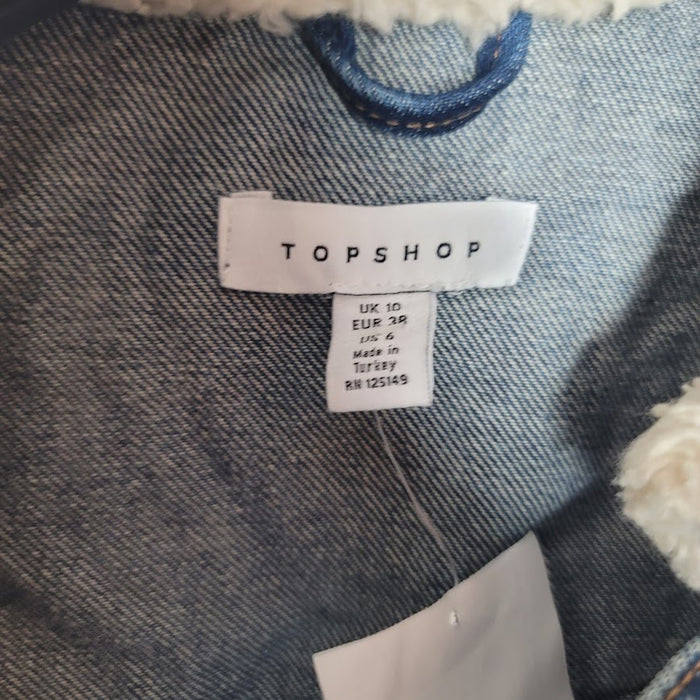 TOPSHOP
UK 10
EUR 38
US 6
Made in
Turkey
RN 125149